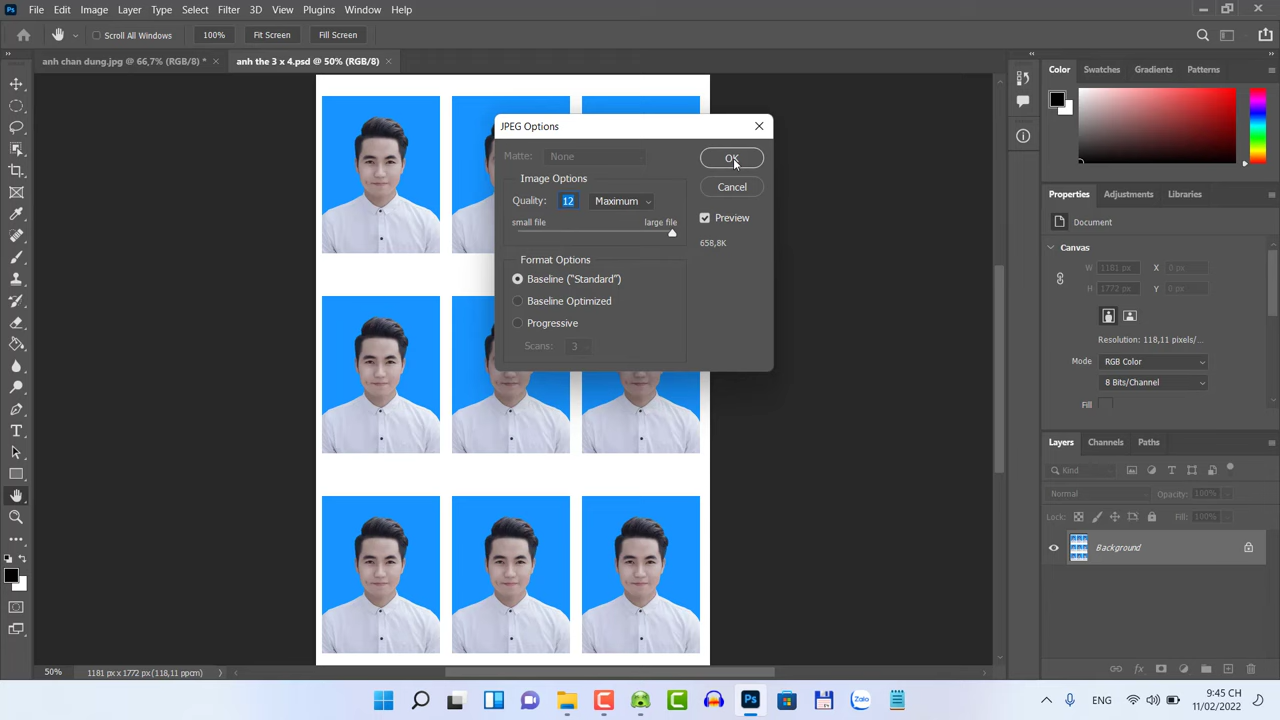 Ps File Edit Image Layer Type Select Filter 3D View Plugins Window Help
Scroll All Windows 100% Fit Screen Fill Screen
anh chan dung.jpg @ 66,7% (RGB/8) * × anh the 3 x 4.psd @ 50% (RGB/8) ×
Color Swatches Gradients Patterns
JPEG Options
Matte: None
OK
Image Options
Cancel
Quality: 12 Maximum
Preview
small file large file
658,8K
Format Options
Baseline ("Standard")
Baseline Optimized
Progressive
Scans: 3
Properties Adjustments Libraries
Document
Canvas
W 1181 px X 0 px
H 1772 px Y 0 px
Resolution: 118,11 pixels/...
Mode RGB Color
8 Bits/Channel
Fill
Layers Channels Paths
Kind
Normal Opacity: 100%
Lock: Fill: 100%
Background
50% 1181 px x 1772 px (118,11 ppcm)
Ps Zalo ENG 9:45 CH
11/02/2022